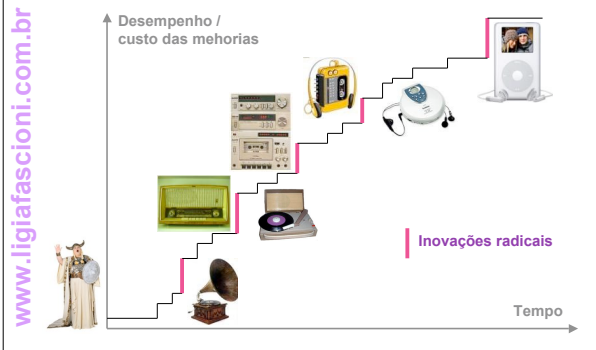 www.ligiafascioni.com.br
Desempenho /
custo das mehorias
Inovações radicais
Tempo